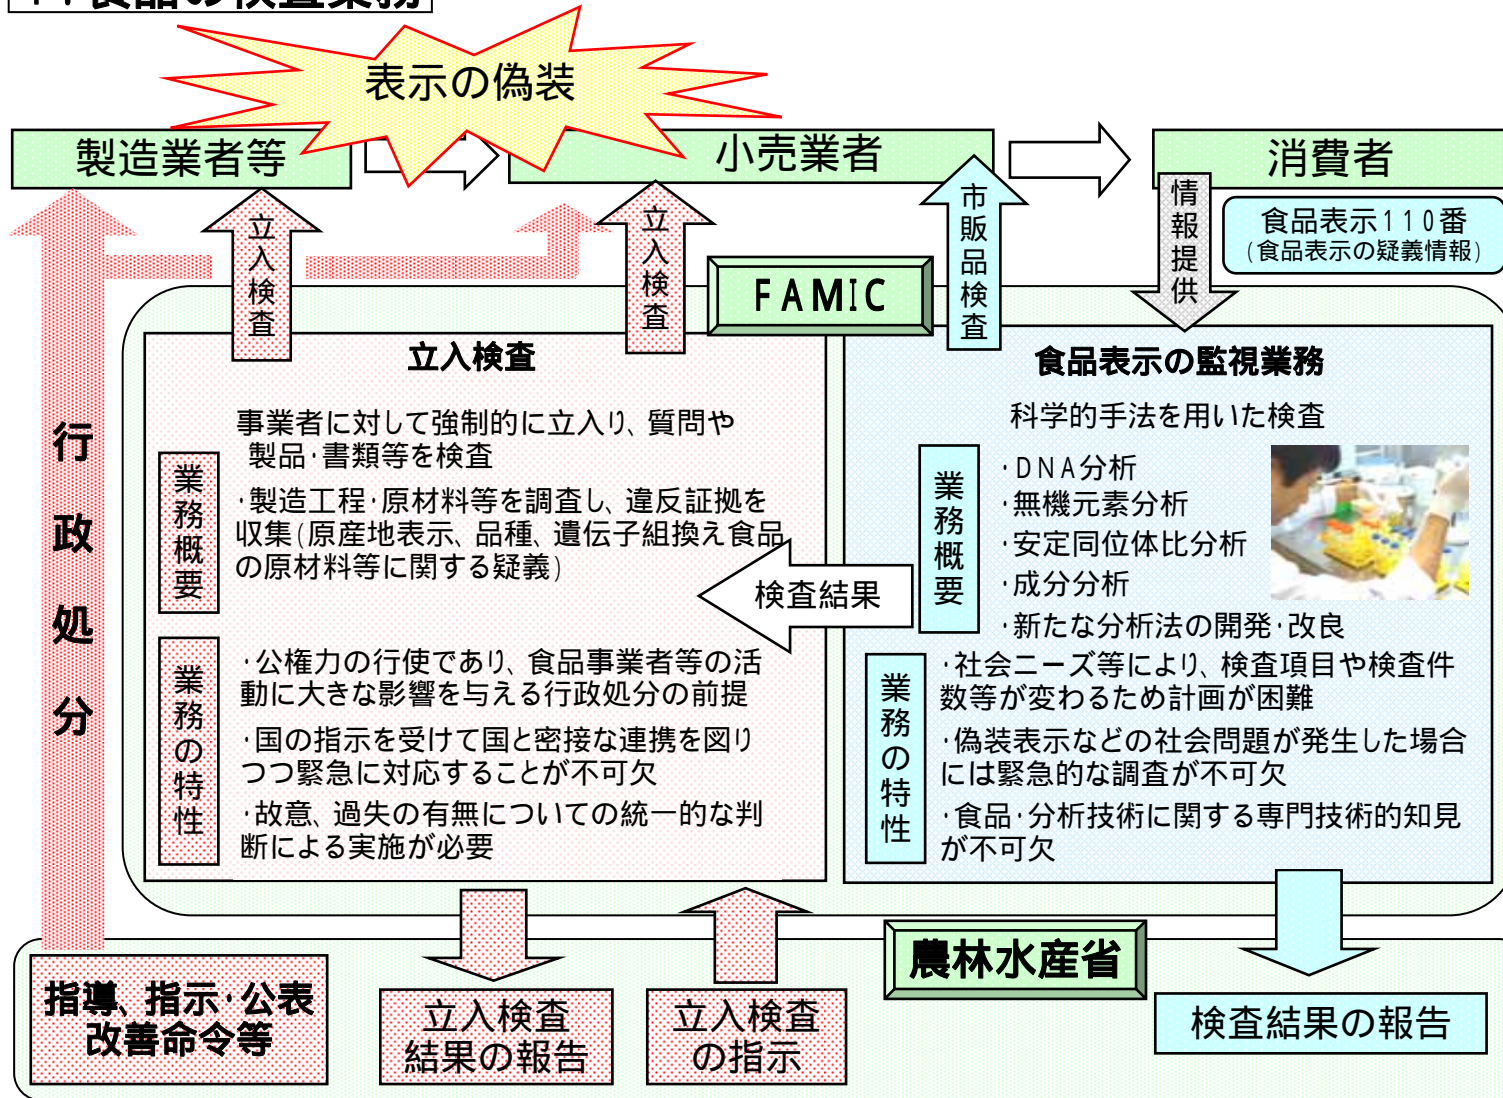 食品の検査業務
表示の偽装
製造業者等
小売業者
消費者
立入検査
立入検査
市販品検査
情報提供
食品表示110番
(食品表示の疑義情報)
FAMIC
行政処分
立入検査
事業者に対して強制的に立入り、質問や
製品・書類等を検査
業務概要
・製造工程・原材料等を調査し、違反証拠を
収集(原産地表示、品種、遺伝子組換え食品
の原材料等に関する疑義)
業務の特性
・公権力の行使であり、食品事業者等の活
動に大きな影響を与える行政処分の前提
・国の指示を受けて国と密接な連携を図り
つつ緊急に対応することが不可欠
・故意、過失の有無についての統一的な判
断による実施が必要
検査結果
食品表示の監視業務
科学的手法を用いた検査
業務概要
・DNA分析
・無機元素分析
・安定同位体比分析
・成分分析
・新たな分析法の開発・改良
業務の特性
・社会ニーズ等により、検査項目や検査件
数等が変わるため計画が困難
・偽装表示などの社会問題が発生した場合
には緊急的な調査が不可欠
・食品・分析技術に関する専門技術的知見
が不可欠
農林水産省
指導、指示・公表
改善命令等
立入検査
結果の報告
立入検査
の指示
検査結果の報告